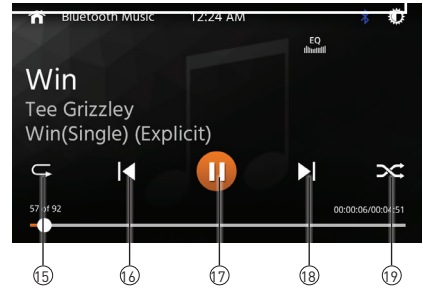 Bluetooth Music 12:24 AM
EQ
Win
Tee Grizzley
Win(Single) (Explicit)
57 of 92 00:00:06/00:04:51
15 16 17 18 19